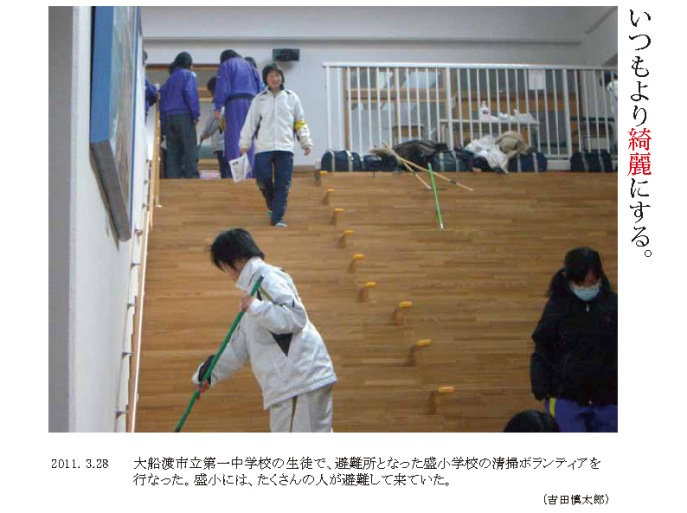 いつもより綺麗にする。
2011. 3.28
大船渡市立第一中学校の生徒で、避難所となった盛小学校の清掃ボランティアを
行なった。盛小には、たくさんの人が避難して来ていた。
（吉田慎太郎）